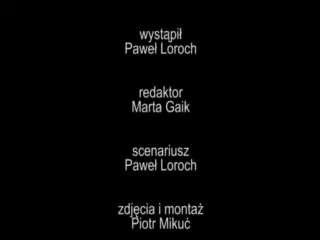 wystąpił
Paweł Loroch
redaktor
Marta Gaik
scenariusz
Paweł Loroch
zdjęcia i montaż
Piotr Mikuć